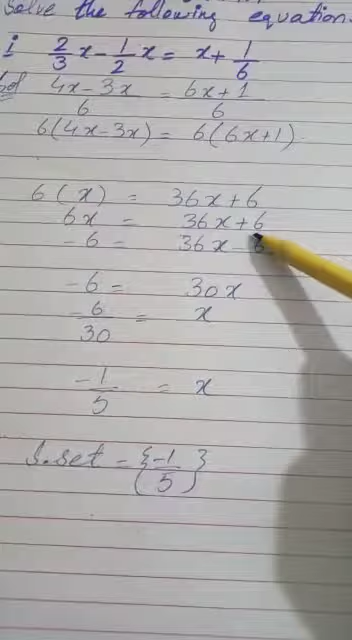 Solve the following equation.
i 2/3 x - 1/2 x = x + 1/6
Sol 4x-3x/6 = 6x+1/6
6(4x-3x) = 6(6x+1)
6(x) = 36x+6
6x = 36x+6
-6 = 36x - 6
-6 = 30x
-6/30 = x
-1/5 = x
S.set = {-1/5}